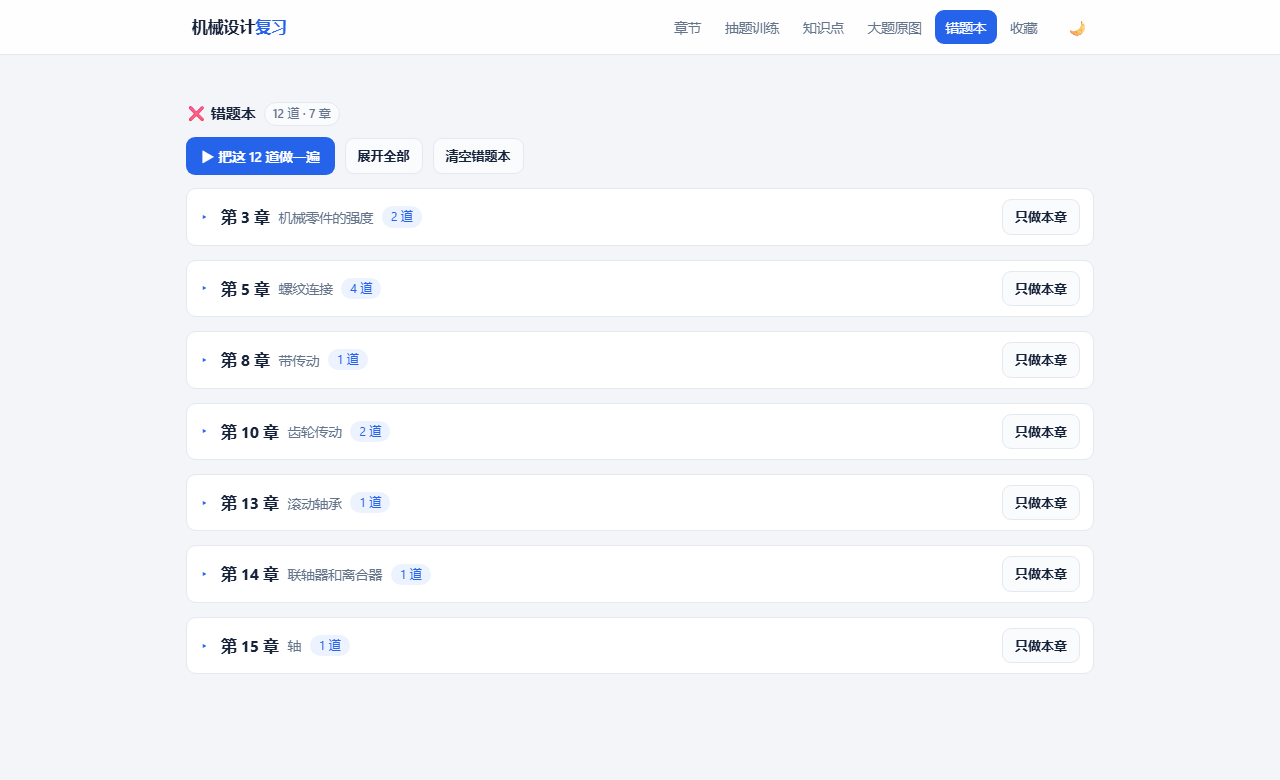 机械设计复习
章节 抽题训练 知识点 大题原图 错题本 收藏
错题本 12 道 · 7 章
▶ 把这 12 道做一遍 展开全部 清空错题本
第 3 章 机械零件的强度 2 道 只做本章
第 5 章 螺纹连接 4 道 只做本章
第 8 章 带传动 1 道 只做本章
第 10 章 齿轮传动 2 道 只做本章
第 13 章 滚动轴承 1 道 只做本章
第 14 章 联轴器和离合器 1 道 只做本章
第 15 章 轴 1 道 只做本章